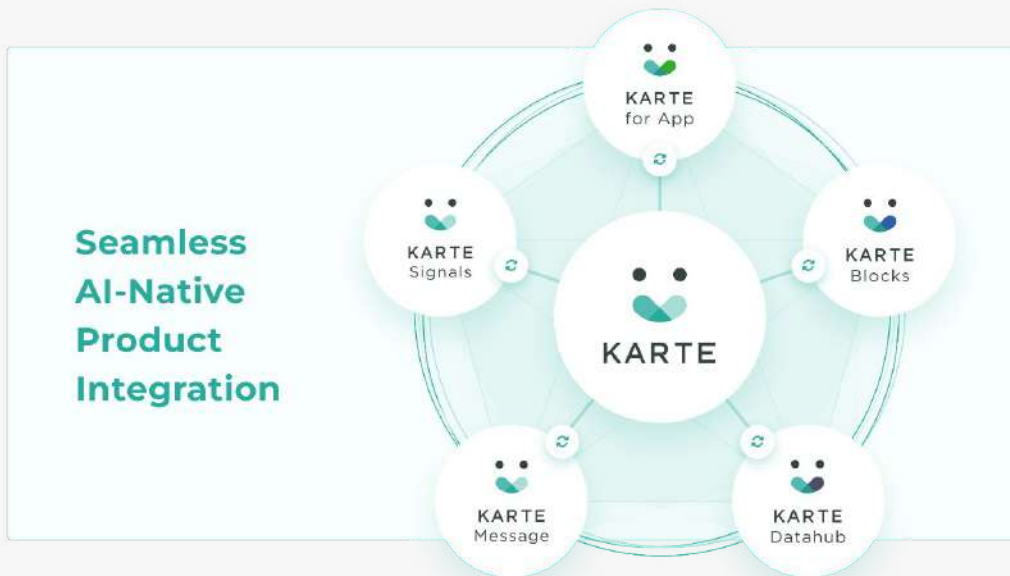 Seamless
AI-Native
Product
Integration
KARTE
for App
KARTE
Signals
KARTE
Blocks
KARTE
KARTE
Message
KARTE
Datahub